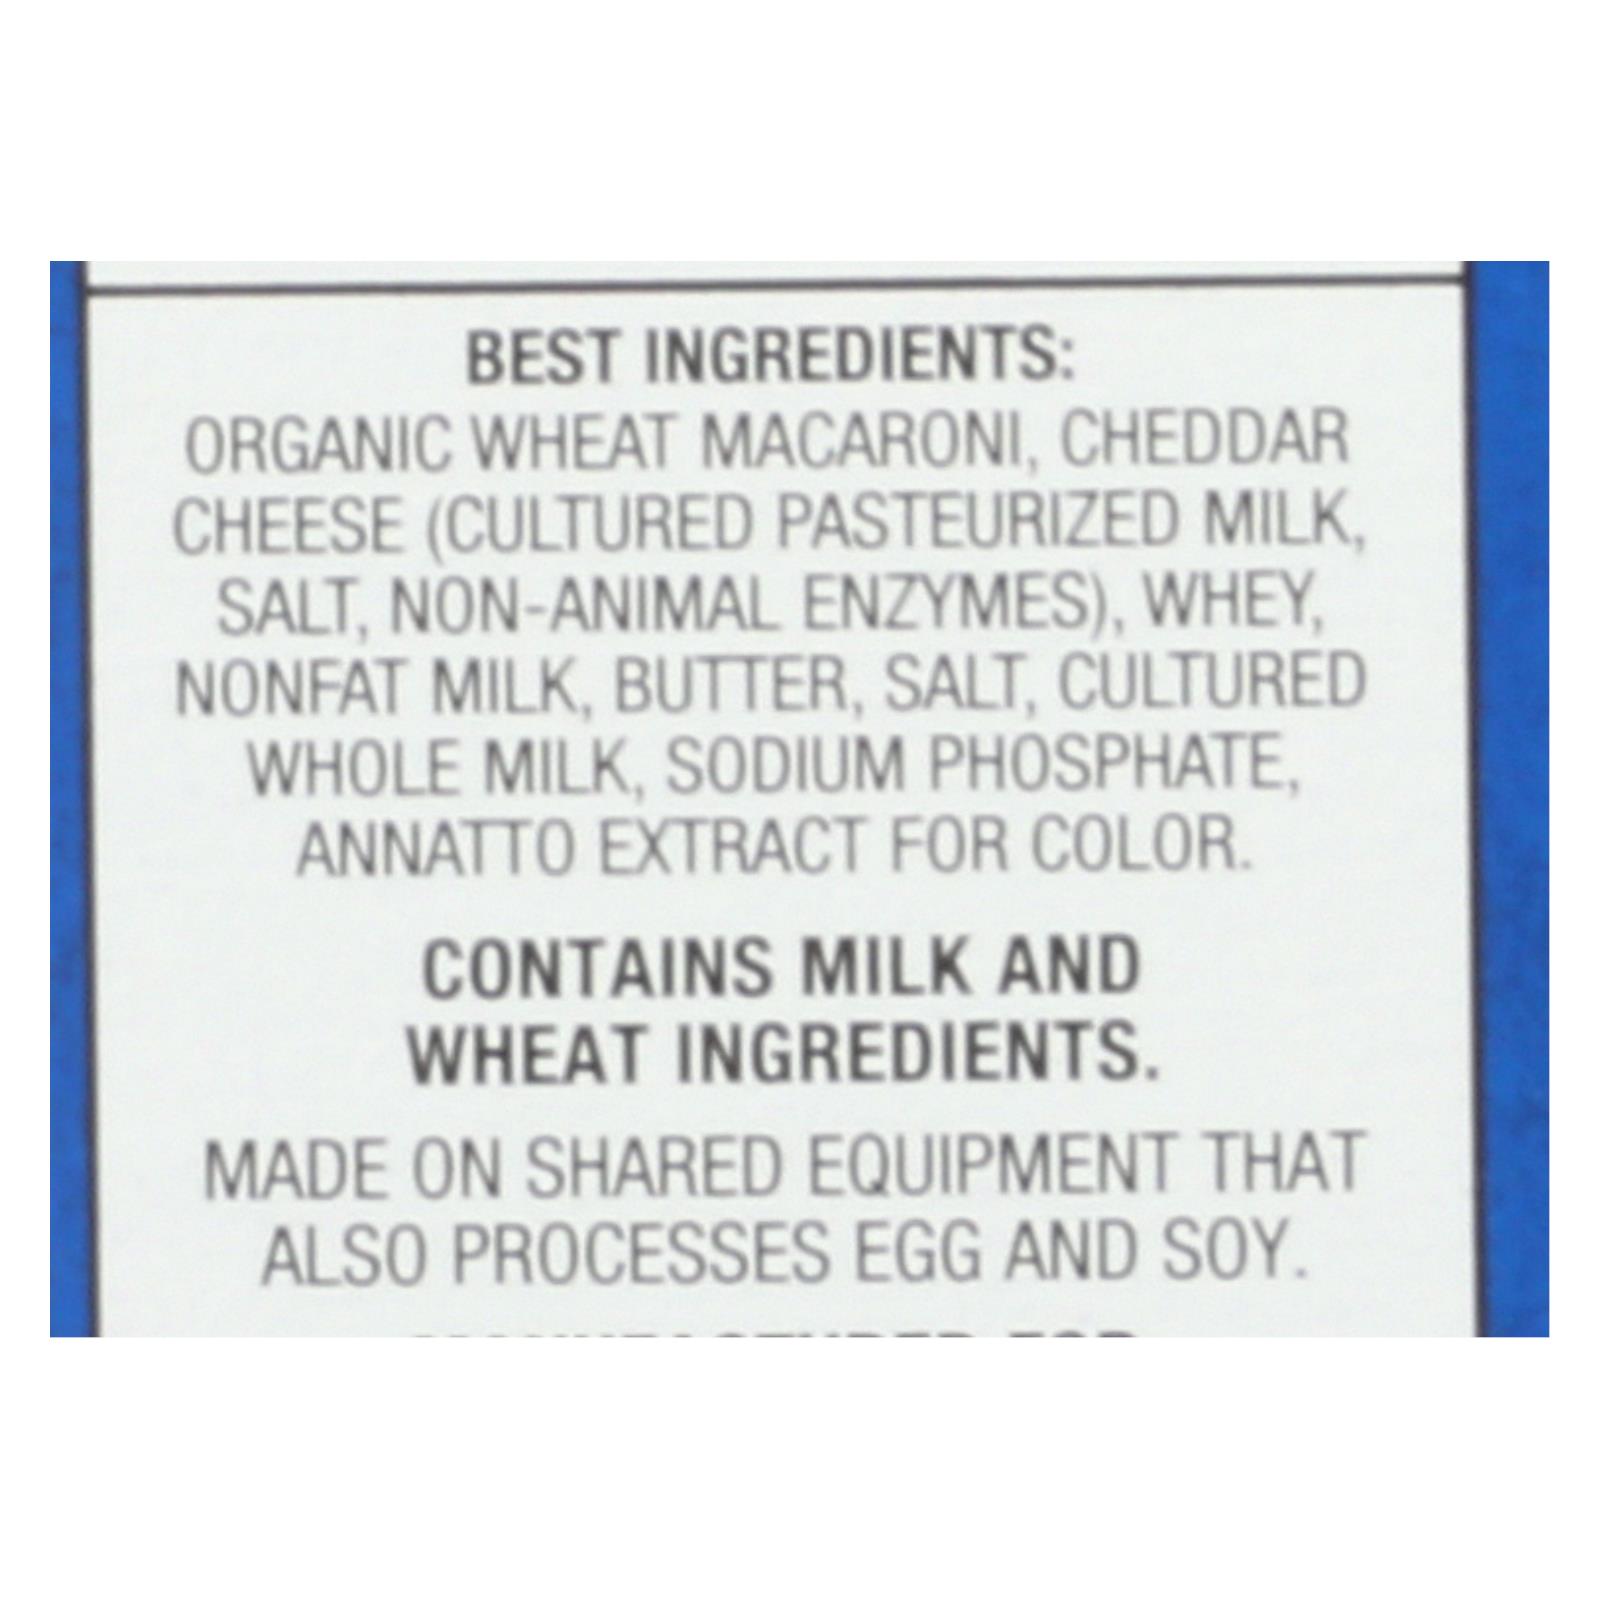 BEST INGREDIENTS:
ORGANIC WHEAT MACARONI, CHEDDAR
CHEESE (CULTURED PASTEURIZED MILK,
SALT, NON-ANIMAL ENZYMES), WHEY,
NONFAT MILK, BUTTER, SALT, CULTURED
WHOLE MILK, SODIUM PHOSPHATE,
ANNATTO EXTRACT FOR COLOR.
CONTAINS MILK AND
WHEAT INGREDIENTS.
MADE ON SHARED EQUIPMENT THAT
ALSO PROCESSES EGG AND SOY.